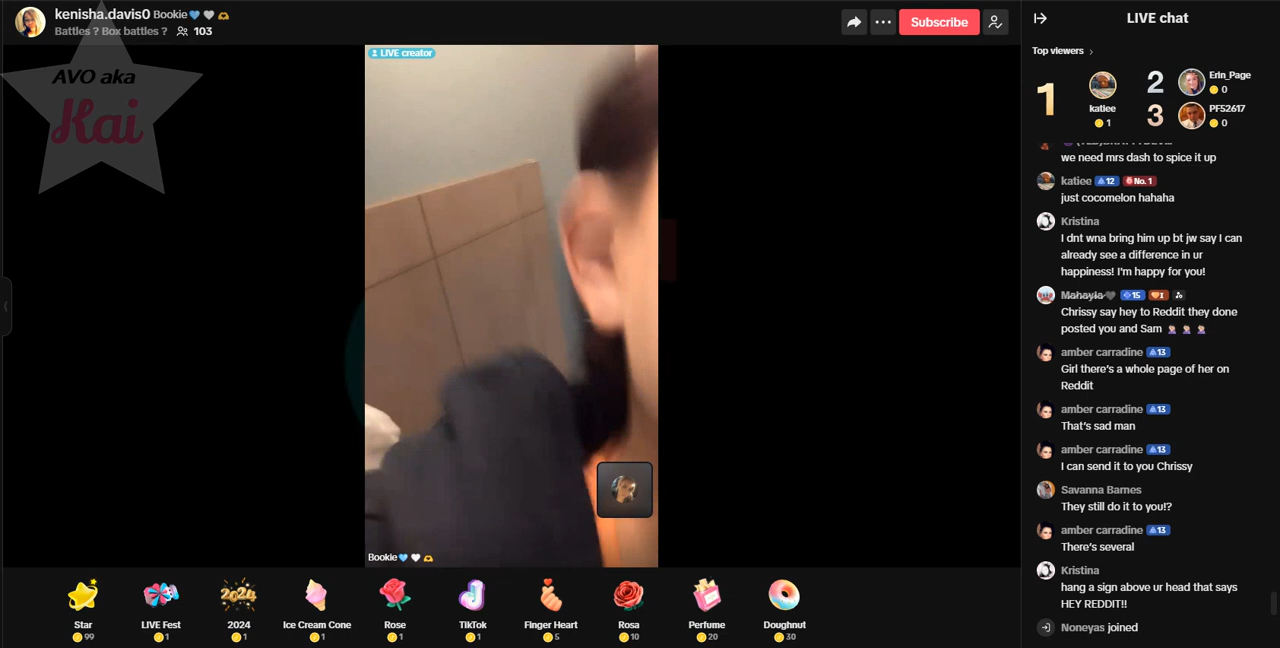 kenisha.davis0 Bookie
Battles ? Box battles ? 103
Subscribe
AVO aka
Kai
LIVE creator
Bookie
Star
99
LIVE Fest
1
2024
2024
1
Ice Cream Cone
1
Rose
1
TikTok
1
Finger Heart
5
Rosa
10
Perfume
20
Doughnut
30
LIVE chat
Top viewers
1
katiee
1
2
Erin_Page
0
3
PF52617
0
we need mrs dash to spice it up
katiee 12 No. 1
just cocomelon hahaha
Kristina
I dnt wna bring him up bt jw say I can
already see a difference in ur
happiness! I'm happy for you!
Mahayla 15 I
Chrissy say hey to Reddit they done
posted you and Sam
amber carradine 13
Girl there's a whole page of her on
Reddit
amber carradine 13
That's sad man
amber carradine 13
I can send it to you Chrissy
Savanna Barnes
They still do it to you!?
amber carradine 13
There's several
Kristina
hang a sign above ur head that says
HEY REDDIT!!
Noneyas joined